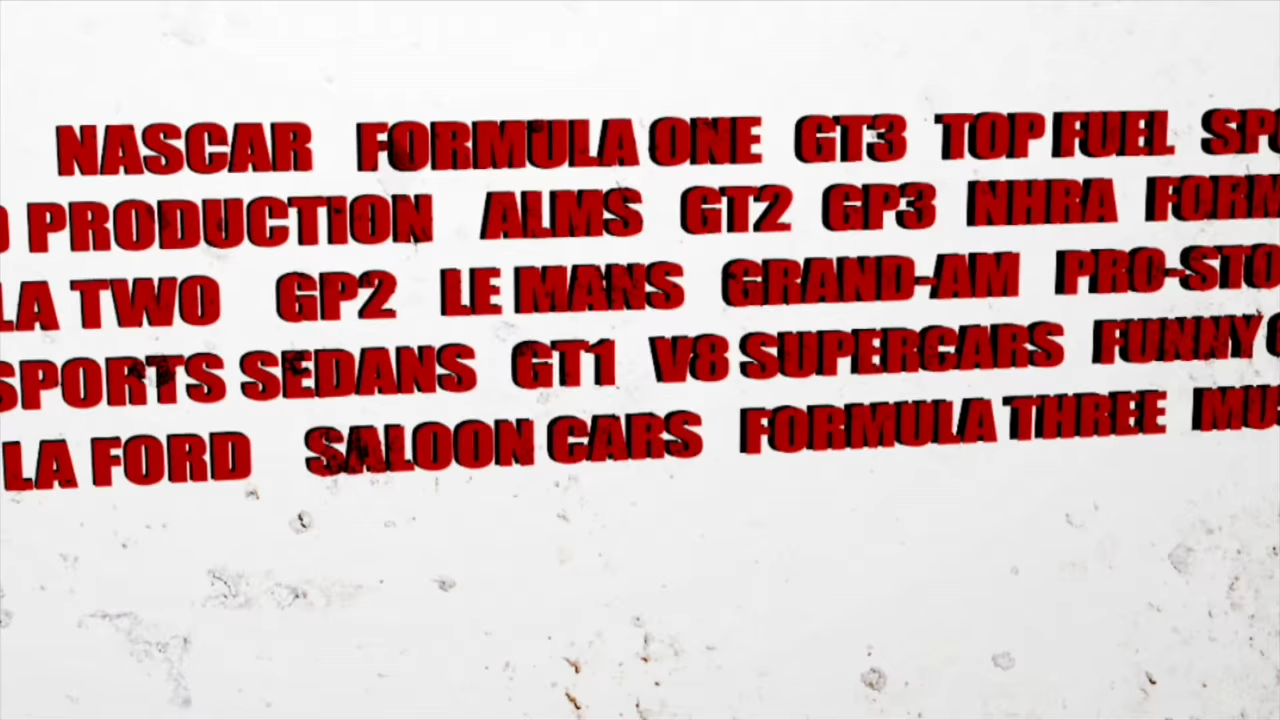 NASCAR FORMULA ONE GT3 TOP FUEL
PRODUCTION ALMS GT2 GP3 NHRA
TWO GP2 LE MANS GRAND-AM
SPORTS SEDANS GT1 V8 SUPERCARS FUNNY
LA FORD SALOON CARS FORMULA THREE